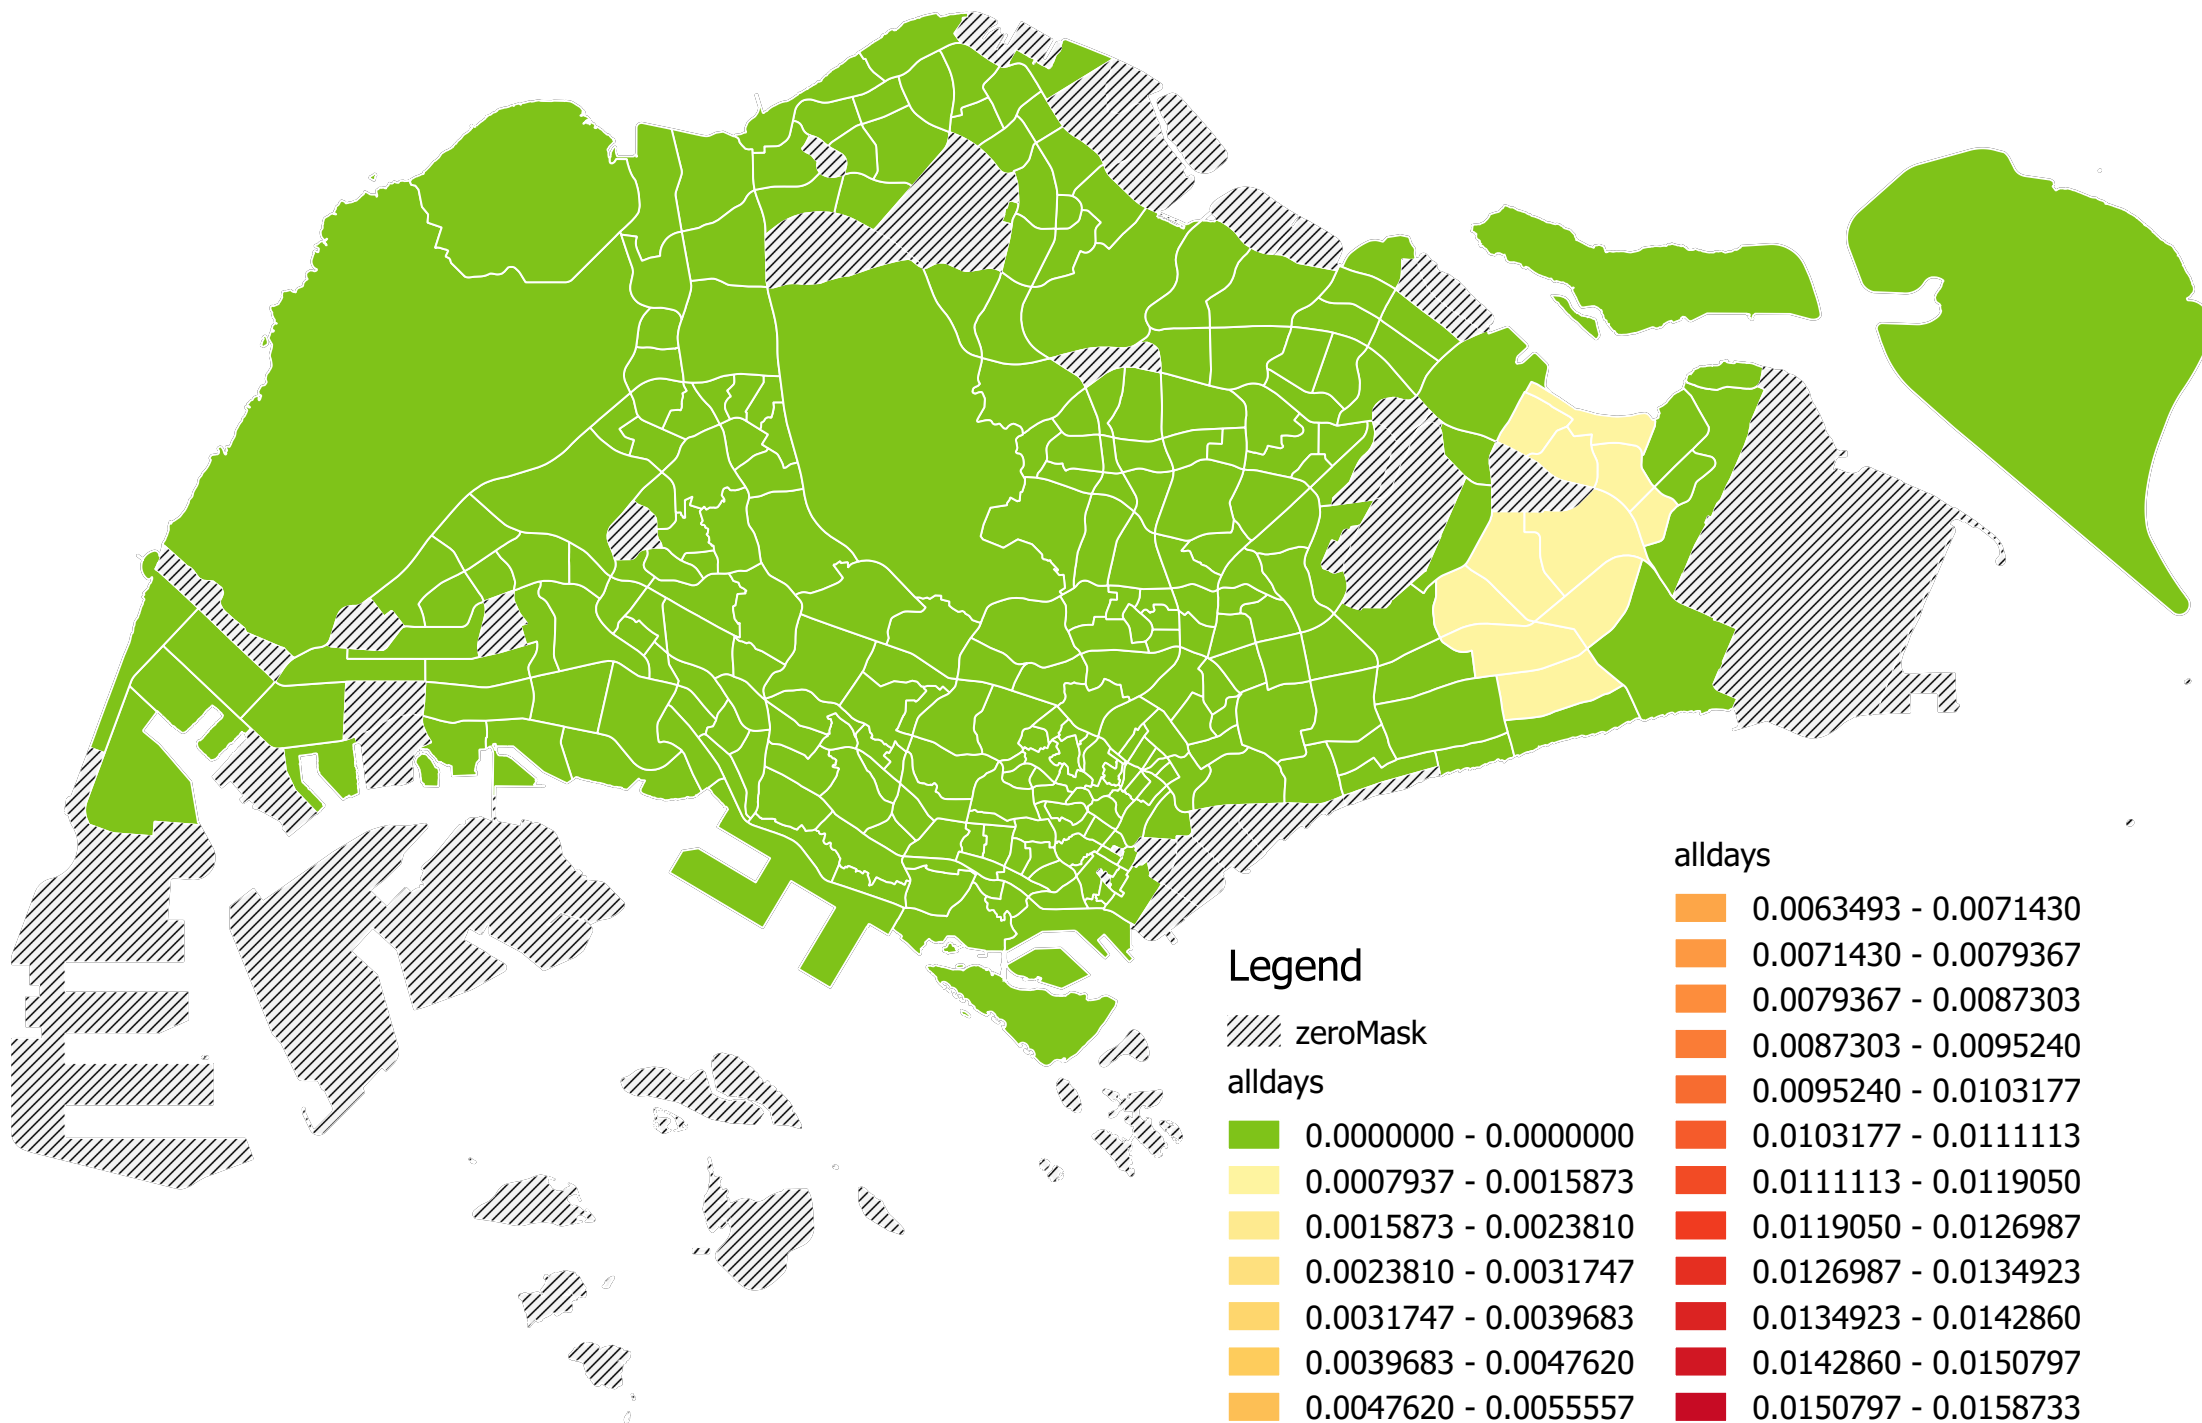 Legend
zeroMask
alldays
0.0000000 - 0.0000000
0.0007937 - 0.0015873
0.0015873 - 0.0023810
0.0023810 - 0.0031747
0.0031747 - 0.0039683
0.0039683 - 0.0047620
0.0047620 - 0.0055557
alldays
0.0063493 - 0.0071430
0.0071430 - 0.0079367
0.0079367 - 0.0087303
0.0087303 - 0.0095240
0.0095240 - 0.0103177
0.0103177 - 0.0111113
0.0111113 - 0.0119050
0.0119050 - 0.0126987
0.0126987 - 0.0134923
0.0134923 - 0.0142860
0.0142860 - 0.0150797
0.0150797 - 0.0158733